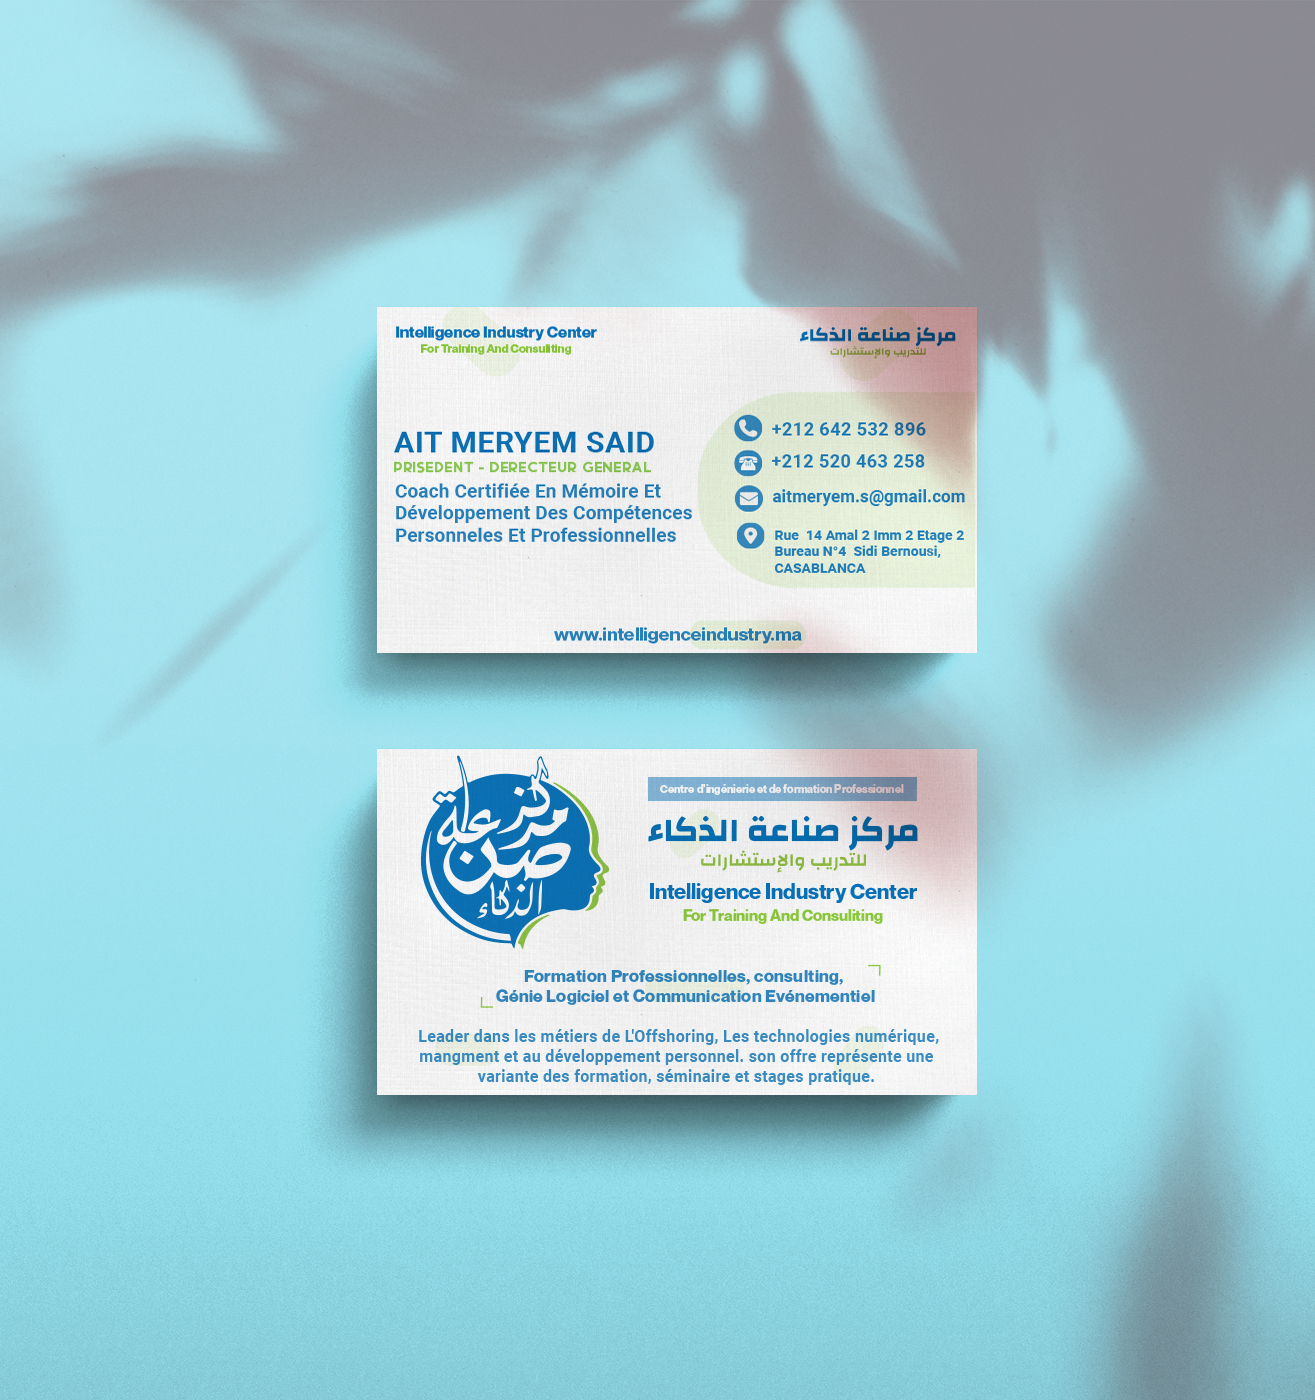 Intelligence Industry Center
For Training And Consuliting
مركز صناعة الذكاء
للتدريب والإستشارات
AIT MERYEM SAID
PRISEDENT - DERECTEUR GENERAL
Coach Certifiée En Mémoire Et
Développement Des Compétences
Personneles Et Professionnelles
+212 642 532 896
+212 520 463 258
aitmeryem.s@gmail.com
Rue 14 Amal 2 Imm 2 Etage 2
Bureau N°4 Sidi Bernousi,
CASABLANCA
www.intelligenceindustry.ma
مركز
صناعة
الذكاء
Centre d'ingénierie et de formation Professionnel
مركز صناعة الذكاء
للتدريب والإستشارات
Intelligence Industry Center
For Training And Consuliting
Formation Professionnelles, consulting,
Génie Logiciel et Communication Evénementiel
Leader dans les métiers de L'Offshoring, Les technologies numérique,
mangment et au développement personnel. son offre représente une
variante des formation, séminaire et stages pratique.